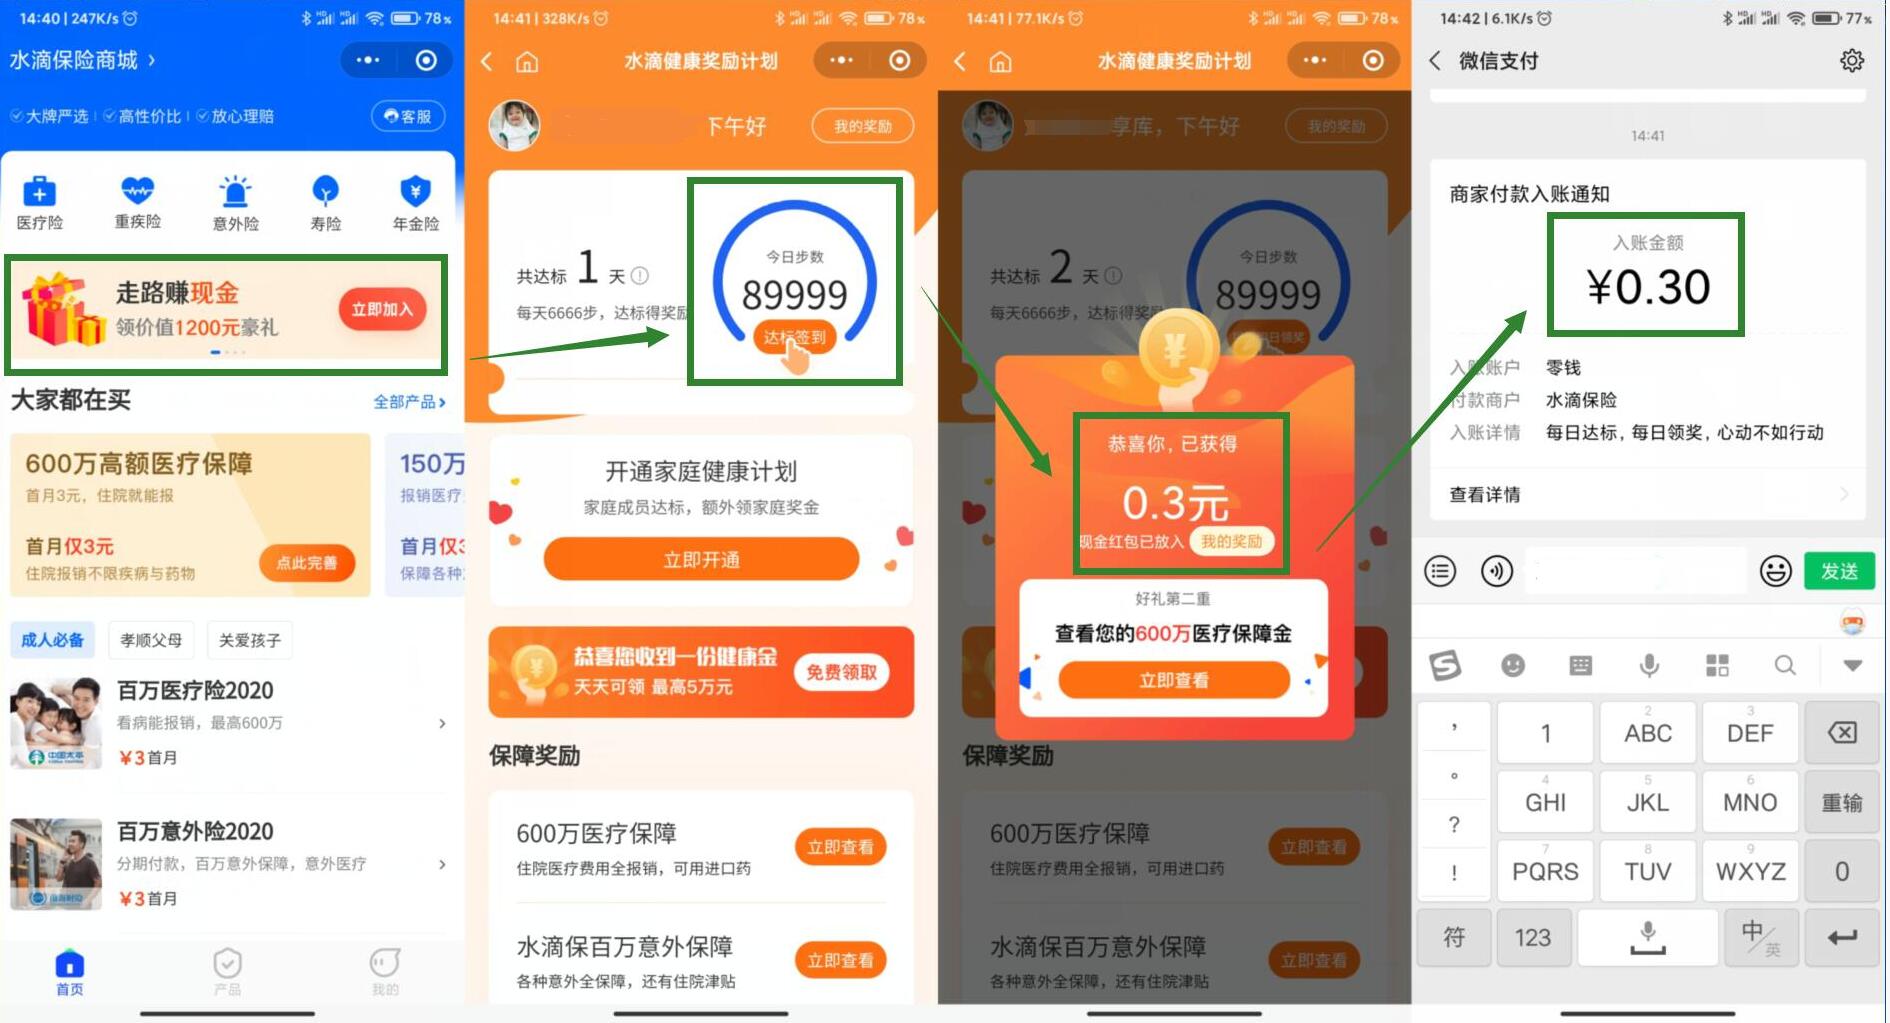 14:40 | 247K/s
78%
水滴保险商城 ›
大牌严选 | 高性价比 | 放心理赔
客服
医疗险
重疾险
意外险
寿险
年金险
走路赚现金
领价值1200元豪礼
立即加入
大家都在买
全部产品 ›
600万高额医疗保障
首月3元，住院就能报
首月仅3元
住院报销不限疾病与药物
点此完善
150万
报销医疗
首月仅3
保障各种
成人必备
孝顺父母
关爱孩子
百万医疗险2020
看病能报销，最高600万
¥3首月
中国太平
百万意外险2020
分期付款，百万意外保障，意外医疗
¥3首月
首页
产品
我的
14:41 | 328K/s
78%
水滴健康奖励计划
下午好
我的奖励
共达标 1 天
每天6666步，达标得奖励
今日步数
89999
达标签到
开通家庭健康计划
家庭成员达标，额外领家庭奖金
立即开通
恭喜您收到一份健康金
天天可领 最高5万元
免费领取
保障奖励
600万医疗保障
住院医疗费用全报销，可用进口药
立即查看
水滴保百万意外保障
各种意外全保障，还有住院津贴
立即查看
14:41 | 77.1K/s
78%
水滴健康奖励计划
享库，下午好
我的奖励
共达标 2 天
每天6666步，达标得奖励
今日步数
89999
日领奖
恭喜你，已获得
0.3元
现金红包已放入 我的奖励
好礼第二重
查看您的600万医疗保障金
立即查看
保障奖励
600万医疗保障
住院医疗费用全报销，可用进口药
立即查看
水滴保百万意外保障
各种意外全保障，还有住院津贴
立即查看
14:42 | 6.1K/s
77%
微信支付
14:41
商家付款入账通知
入账金额
¥0.30
入账账户 零钱
付款商户 水滴保险
入账详情 每日达标，每日领奖，心动不如行动
查看详情
发送
，
1
2
ABC
3
DEF
。
4
GHI
5
JKL
6
MNO
重输
?
7
PQRS
8
TUV
9
WXYZ
0
!
符
123
中/英